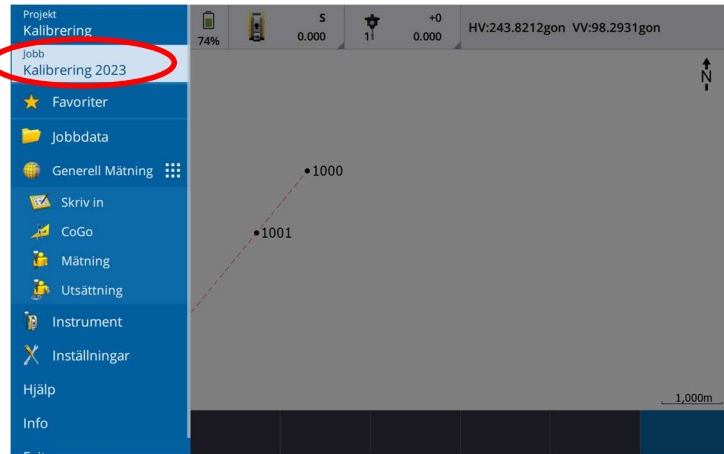 Projekt
Kalibrering
Jobb
Kalibrering 2023
Favoriter
Jobbdata
Generell Mätning
Skriv in
CoGo
Mätning
Utsättning
Instrument
Inställningar
Hjälp
Info
74%
S
0.000
1
+0
0.000
HV:243.8212gon VV:98.2931gon
N
1000
1001
1,000m